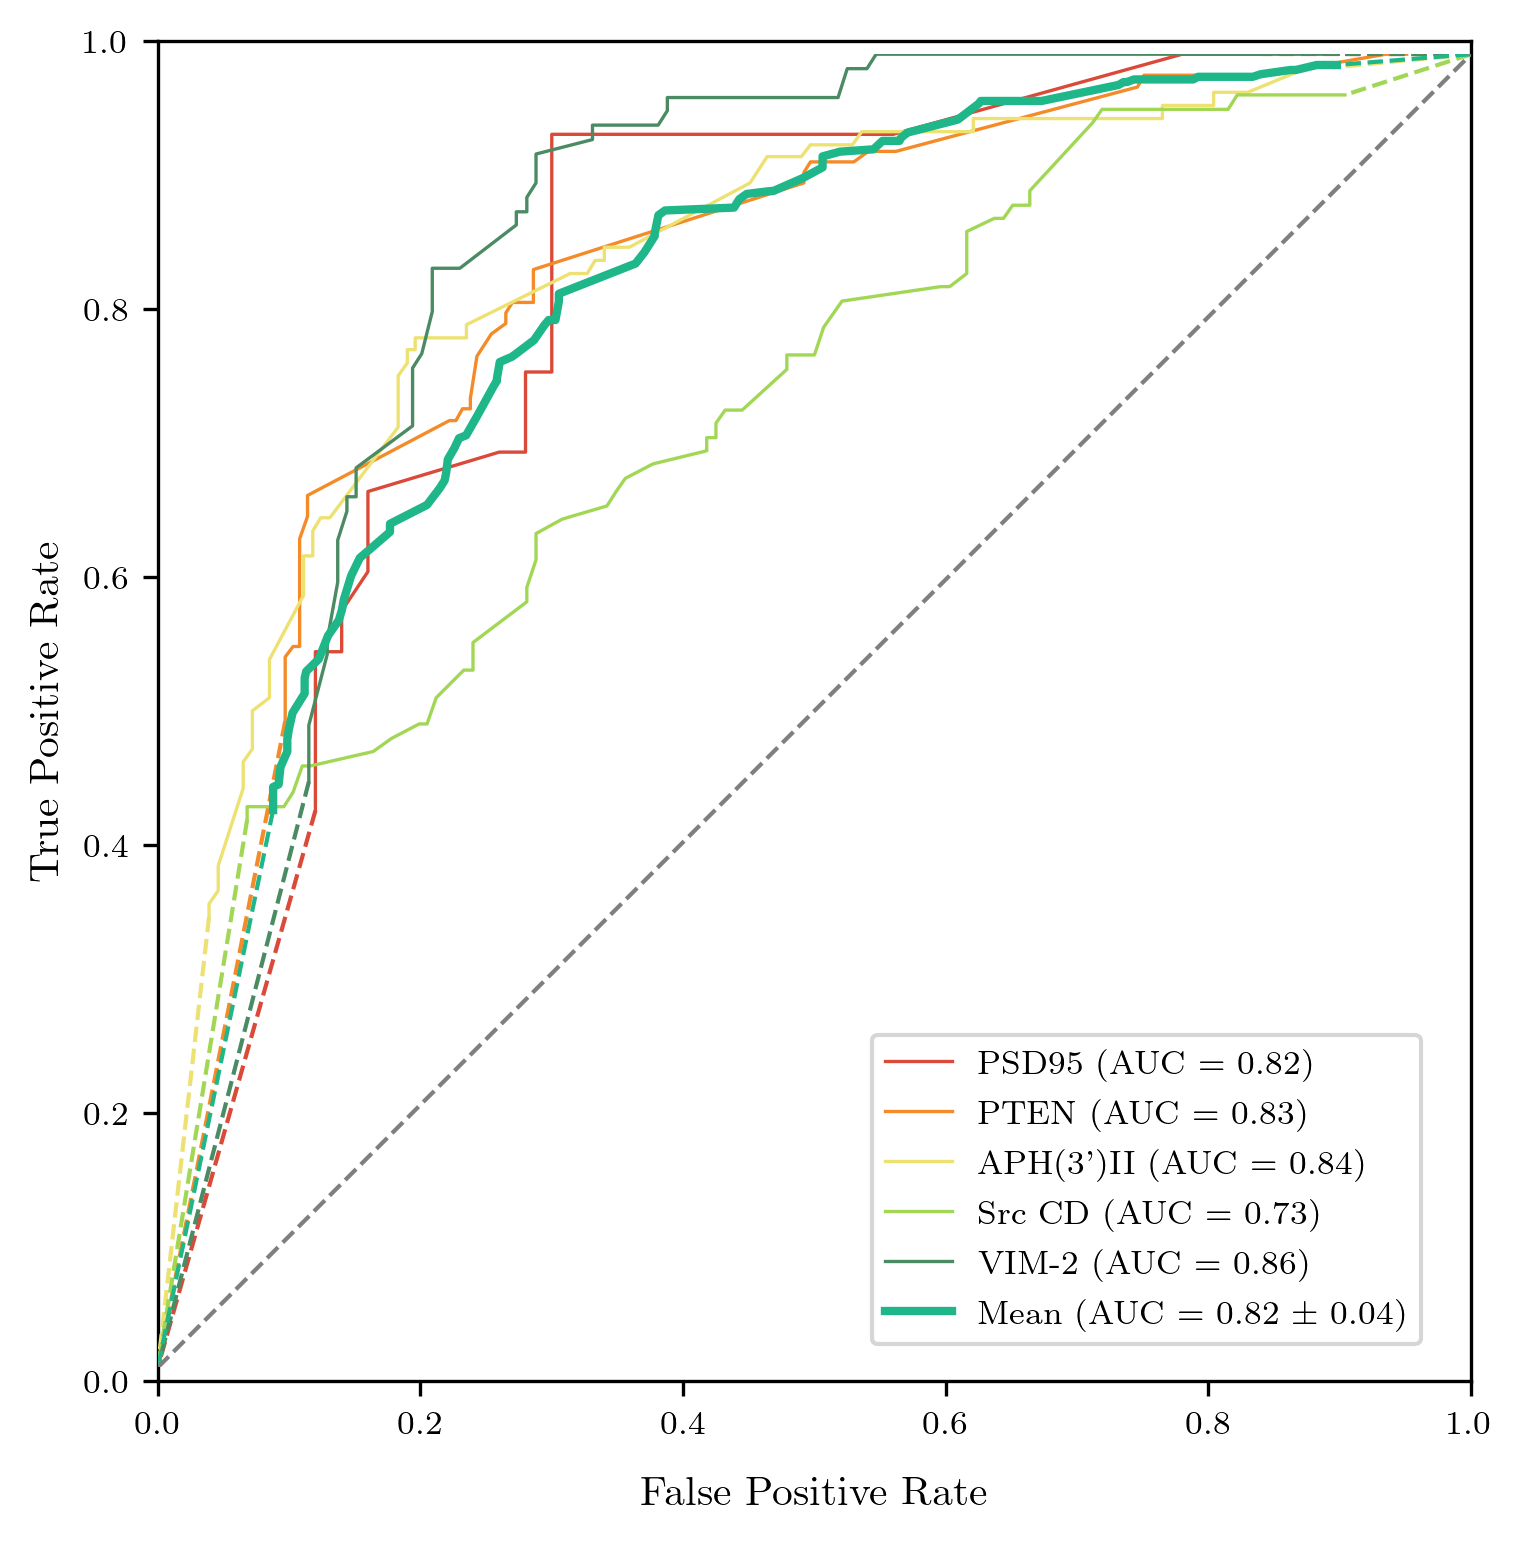 1.0
0.8
0.6
0.4
0.2
0.0
True Positive Rate
PSD95 (AUC = 0.82)
PTEN (AUC = 0.83)
APH(3')II (AUC = 0.84)
Src CD (AUC = 0.73)
VIM-2 (AUC = 0.86)
Mean (AUC = 0.82 ± 0.04)
0.0 0.2 0.4 0.6 0.8 1.0
False Positive Rate